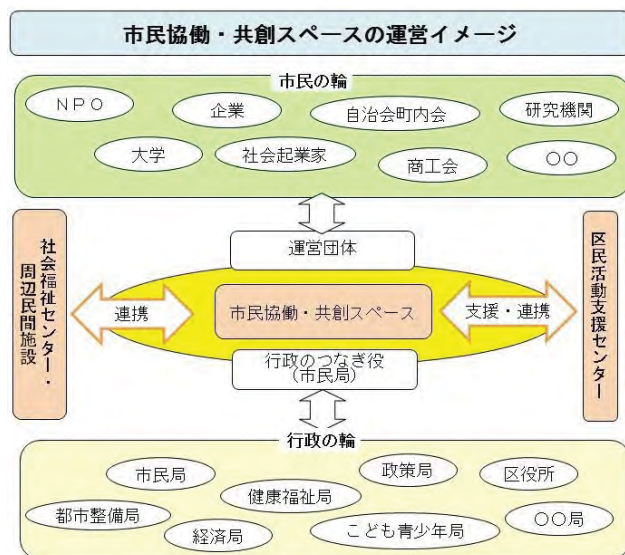 市民協働・共創スペースの運営イメージ
市民の輪
ＮＰＯ
企業
自治会町内会
研究機関
大学
社会起業家
商工会
○○
社会福祉センター・
周辺民間施設
運営団体
連携
市民協働・共創スペース
支援・連携
区民活動支援センター
行政のつなぎ役
（市民局）
行政の輪
市民局
政策局
区役所
健康福祉局
都市整備局
経済局
こども青少年局
○○局